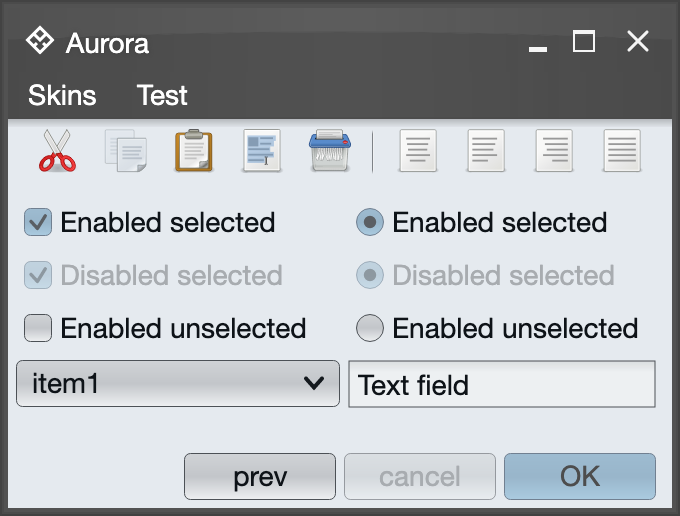 Aurora
Skins Test
Enabled selected Enabled selected
Disabled selected Disabled selected
Enabled unselected Enabled unselected
item1 Text field
prev cancel OK